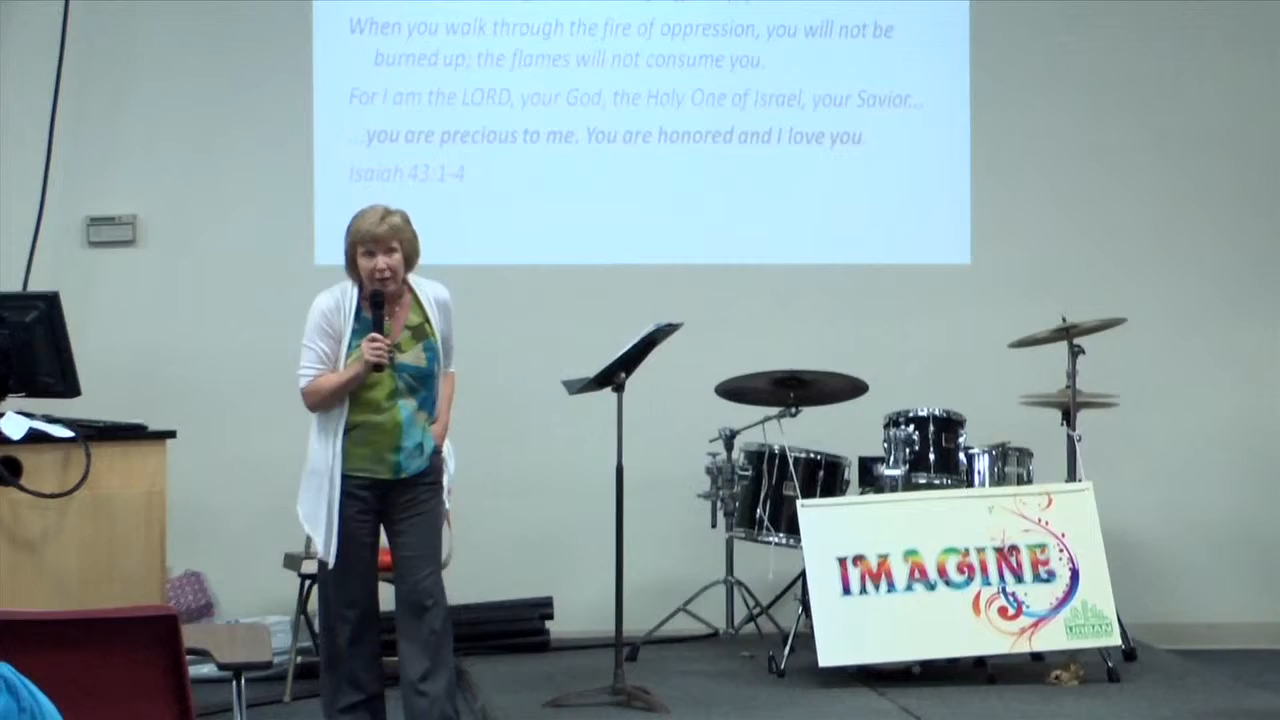 When you walk through the fire of oppression, you will not be
burned up; the flames will not consume you.
For I am the LORD, your God, the Holy One of Israel, your Savior...
...you are precious to me. You are honored and I love you.
Isaiah 43:1-4
IMAGINE
URBAN